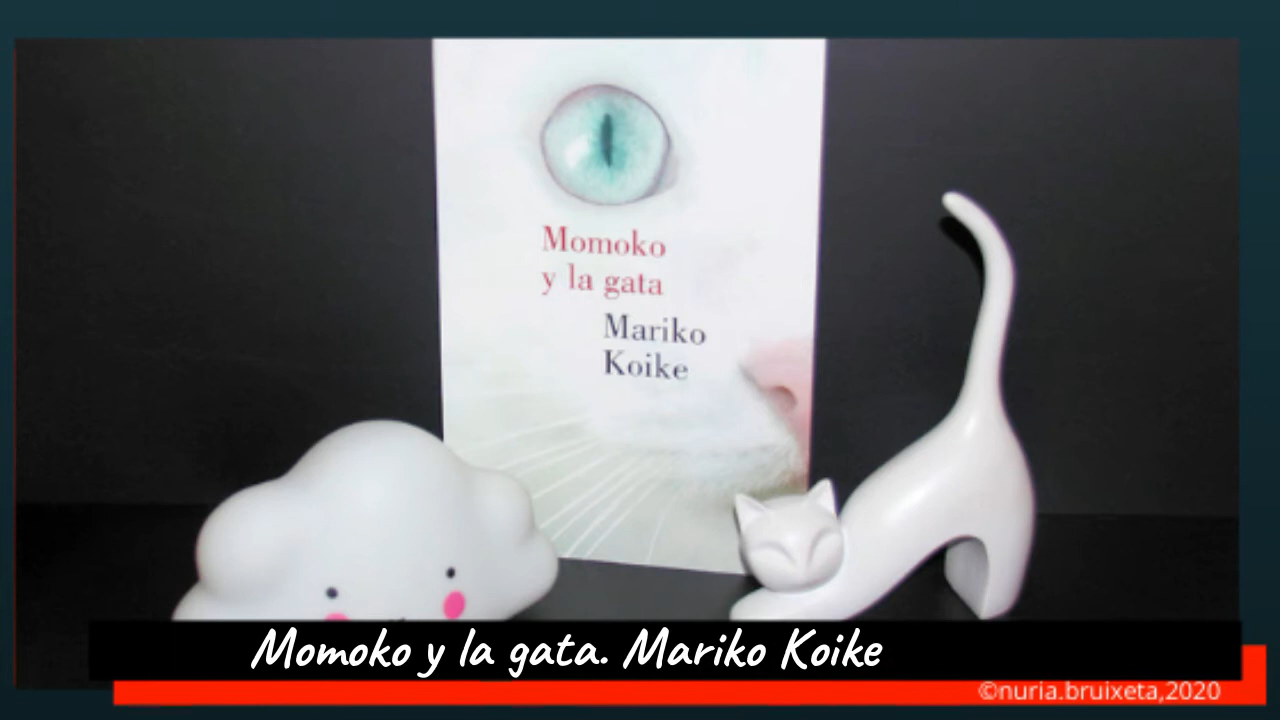 Momoko
y la gata
Mariko
Koike
Momoko y la gata. Mariko Koike
©nuria.bruixeta,2020